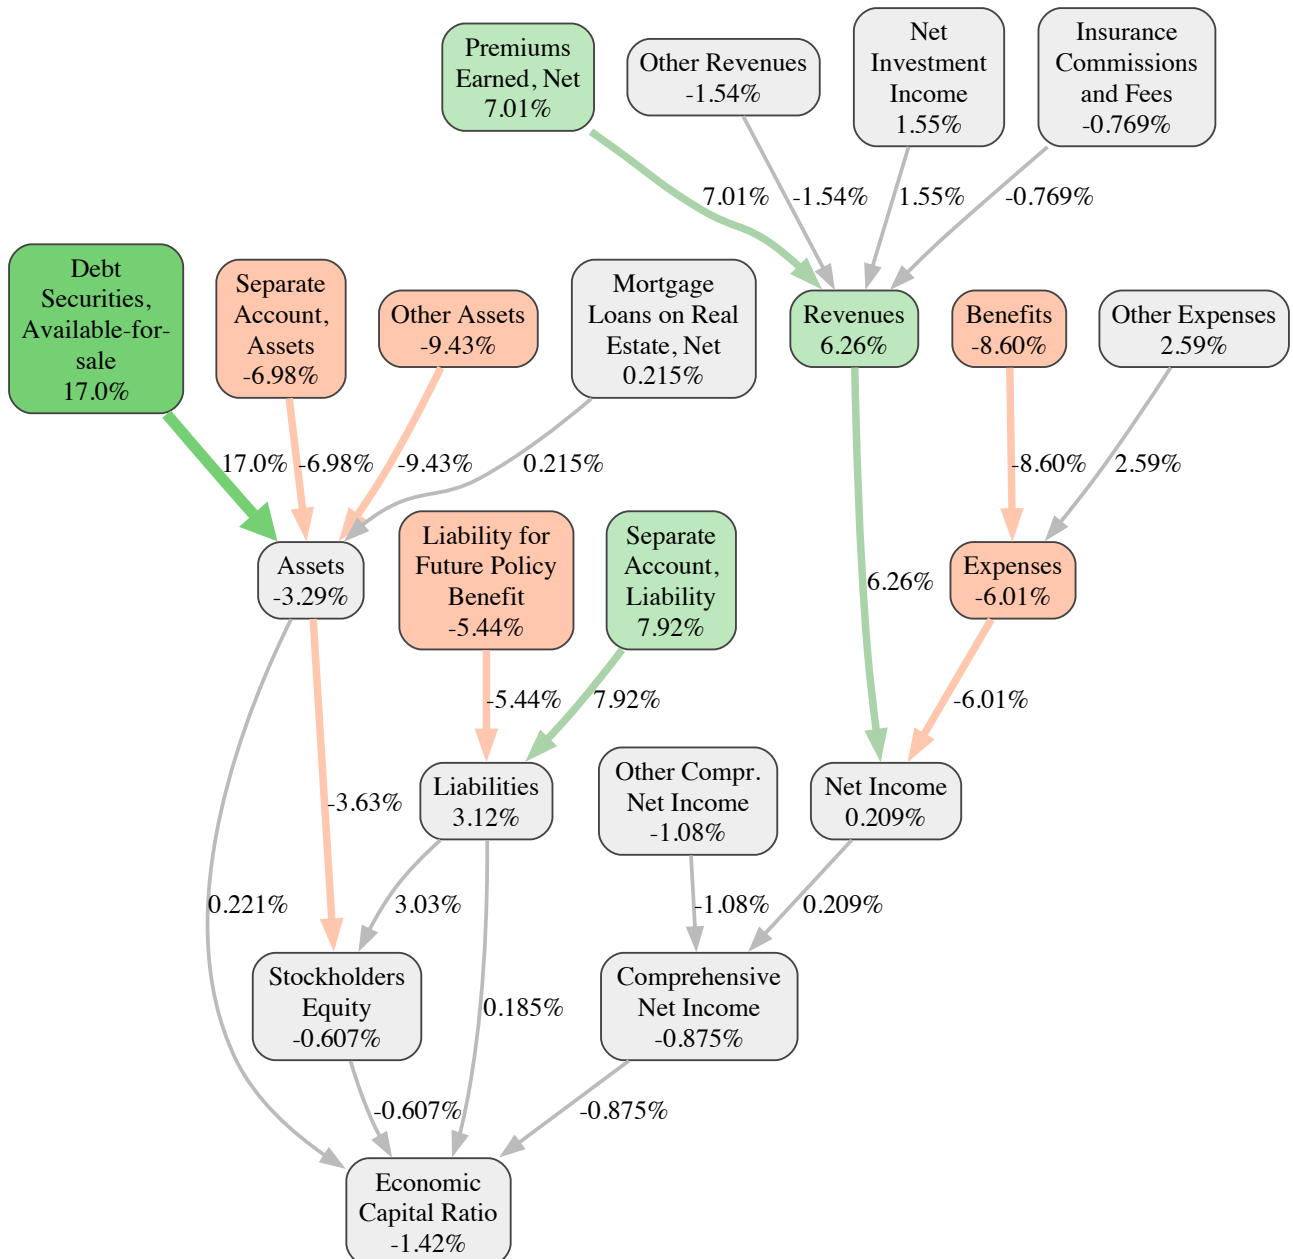 Premiums
Earned, Net
7.01%
Other Revenues
-1.54%
Net
Investment
Income
1.55%
Insurance
Commissions
and Fees
-0.769%
7.01%
-1.54%
1.55%
-0.769%
Debt
Securities,
Available-for-
sale
17.0%
Separate
Account,
Assets
-6.98%
Other Assets
-9.43%
Mortgage
Loans on Real
Estate, Net
0.215%
Revenues
6.26%
Benefits
-8.60%
Other Expenses
2.59%
17.0%
-6.98%
-9.43%
0.215%
-8.60%
2.59%
Assets
-3.29%
Liability for
Future Policy
Benefit
-5.44%
Separate
Account,
Liability
7.92%
6.26%
Expenses
-6.01%
-5.44%
7.92%
-6.01%
-3.63%
Liabilities
3.12%
Other Compr.
Net Income
-1.08%
Net Income
0.209%
0.221%
3.03%
-1.08%
0.209%
Stockholders
Equity
-0.607%
0.185%
Comprehensive
Net Income
-0.875%
-0.607%
-0.875%
Economic
Capital Ratio
-1.42%